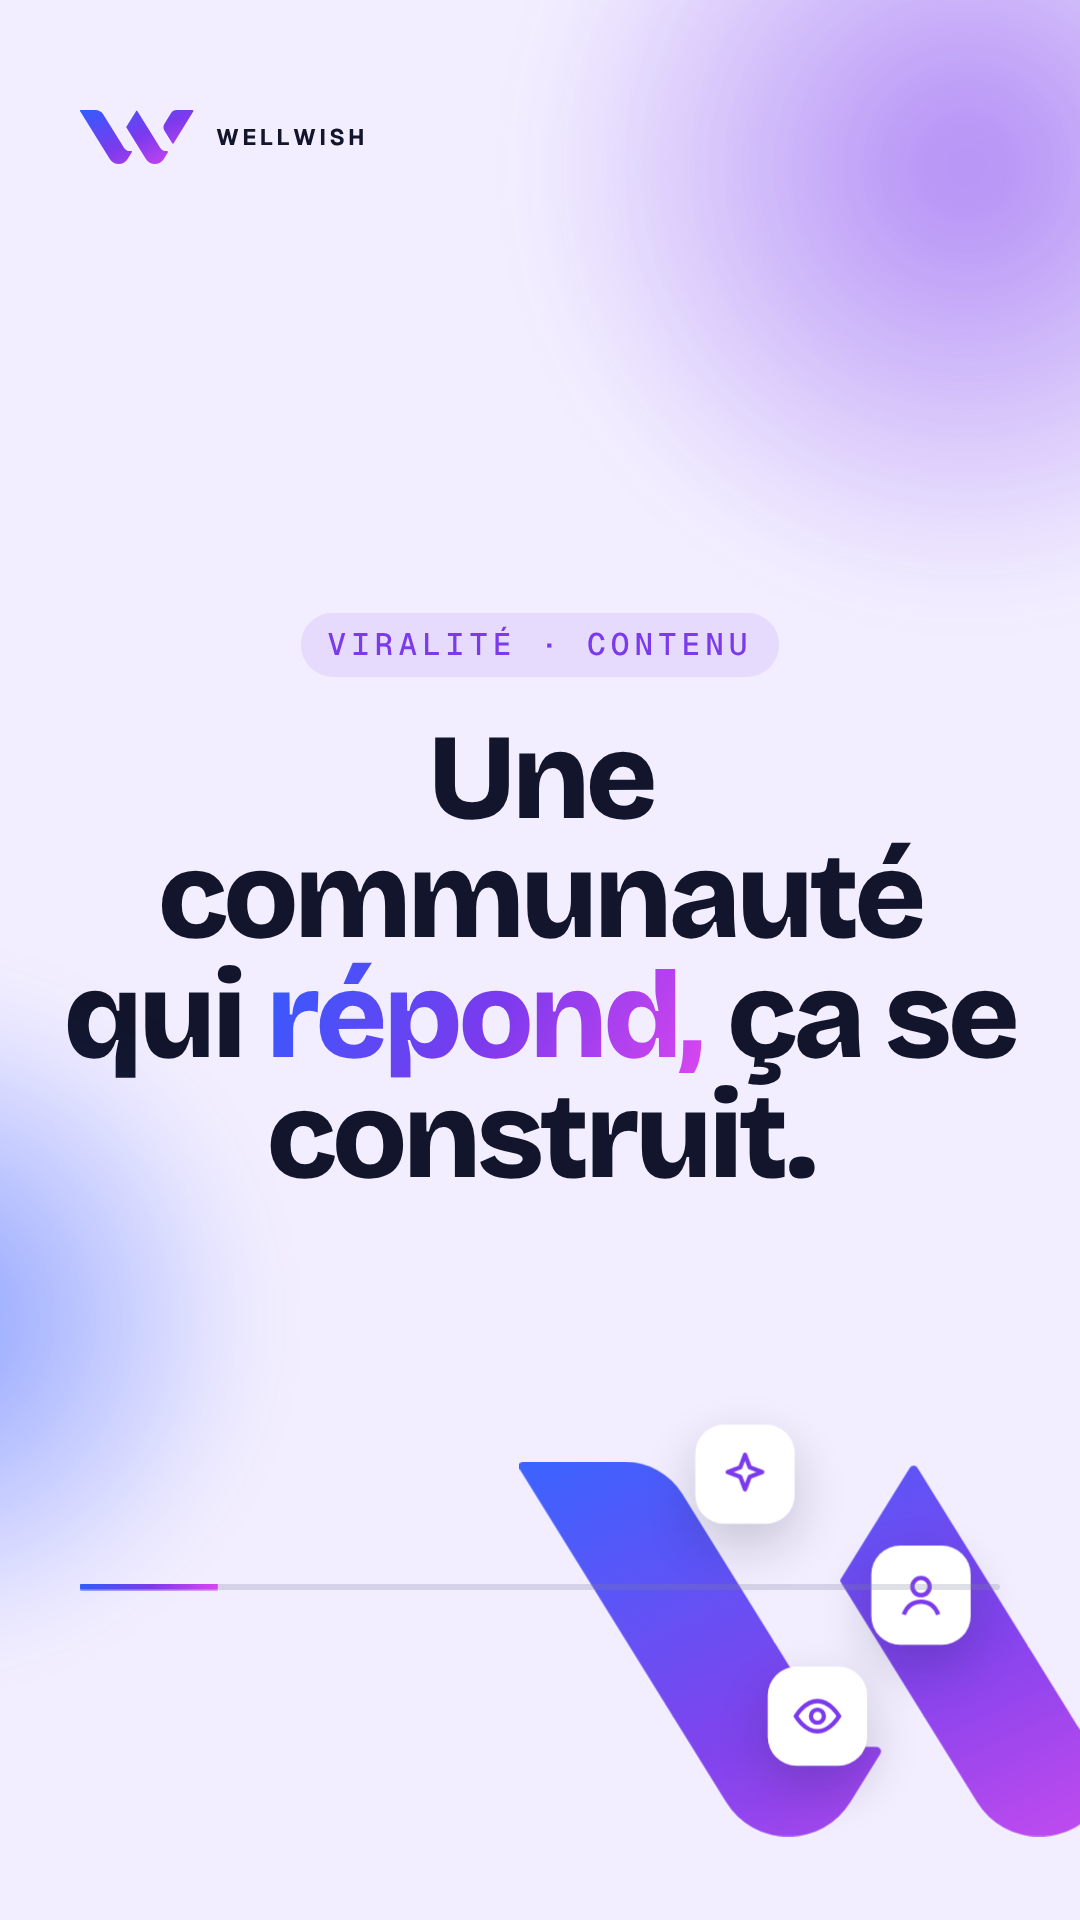 WELLWISH
VIRALITÉ · CONTENU
Une
communauté
qui répond, ça se
construit.